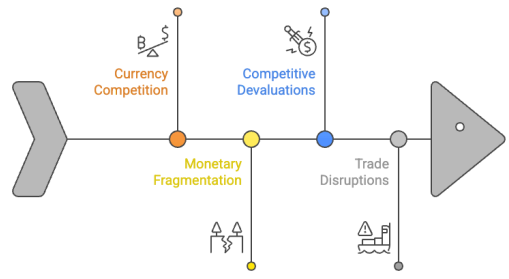 Currency
Competition
Competitive
Devaluations
Monetary
Fragmentation
Trade
Disruptions